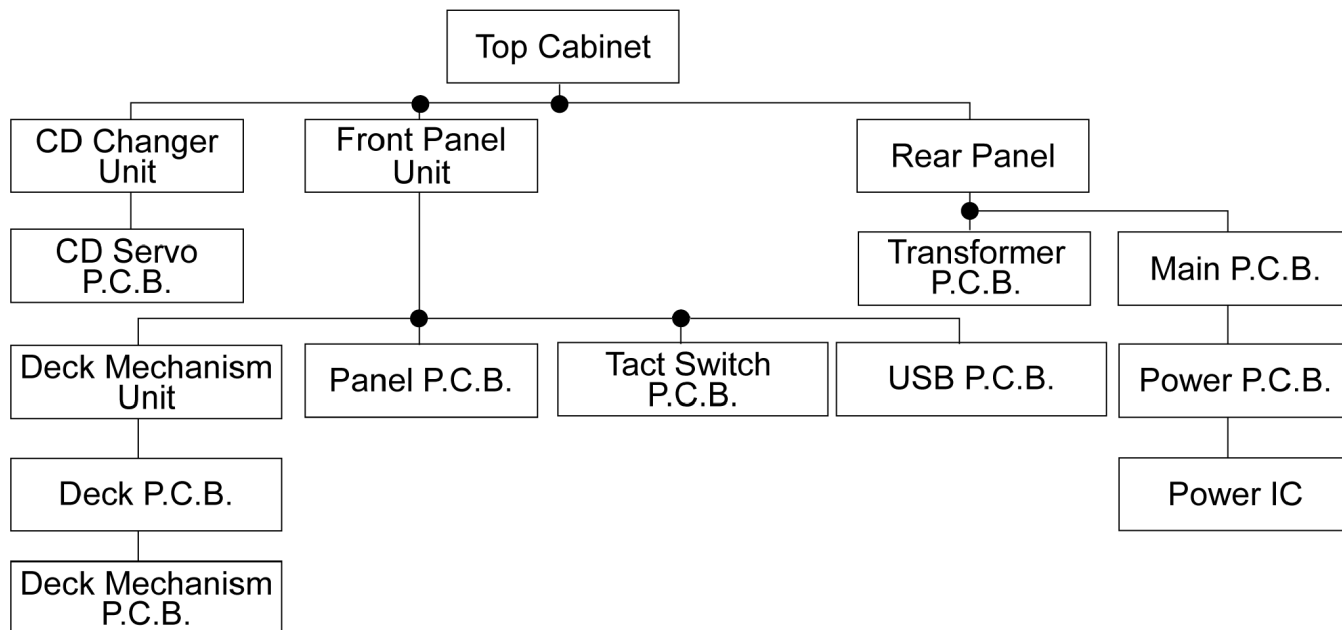 Top Cabinet
CD Changer
Unit
Front Panel
Unit
Rear Panel
CD Servo
P.C.B.
Transformer
P.C.B.
Main P.C.B.
Deck Mechanism
Unit
Panel P.C.B.
Tact Switch
P.C.B.
USB P.C.B.
Power P.C.B.
Deck P.C.B.
Power IC
Deck Mechanism
P.C.B.